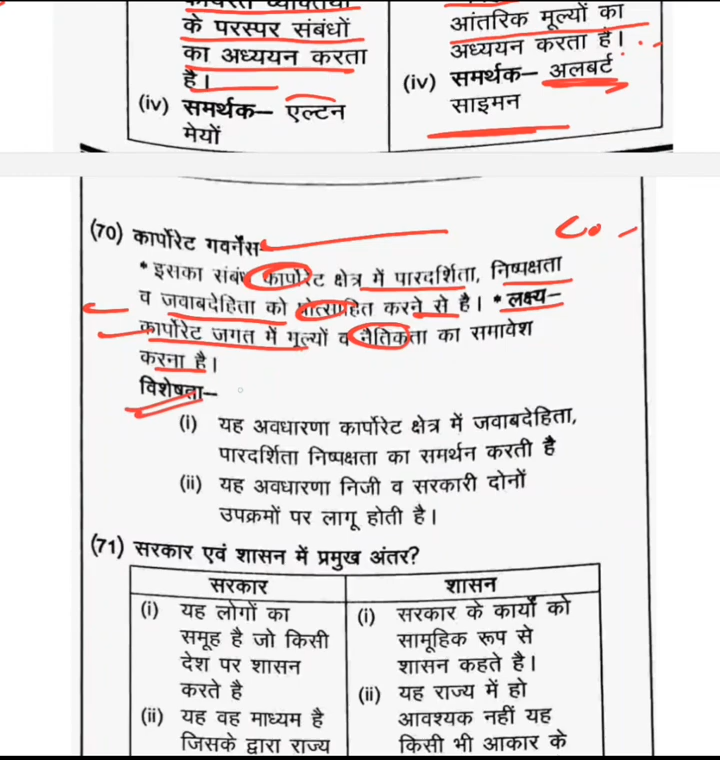 के परस्पर संबंधों
का अध्ययन करता
है।
(iv) समर्थक– एल्टन
मेयों
आंतरिक मूल्यों का
अध्ययन करता है।
(iv) समर्थक– अलबर्ट
साइमन
(70) कार्पोरेट गवर्नेंस–
* इसका संबंध कार्पोरेट क्षेत्र में पारदर्शिता, निष्पक्षता
व जवाबदेहिता को प्रोत्साहित करने से है। * लक्ष्य–
कार्पोरेट जगत में मूल्यों व नैतिकता का समावेश
करना है।
विशेषता–
(i) यह अवधारणा कार्पोरेट क्षेत्र में जवाबदेहिता,
पारदर्शिता निष्पक्षता का समर्थन करती है
(ii) यह अवधारणा निजी व सरकारी दोनों
उपक्रमों पर लागू होती है।
(71) सरकार एवं शासन में प्रमुख अंतर?
सरकार
(i) यह लोगों का
समूह है जो किसी
देश पर शासन
करते है
(ii) यह वह माध्यम है
जिसके द्वारा राज्य
शासन
(i) सरकार के कार्यों को
सामूहिक रूप से
शासन कहते है।
(ii) यह राज्य में हो
आवश्यक नहीं यह
किसी भी आकार के